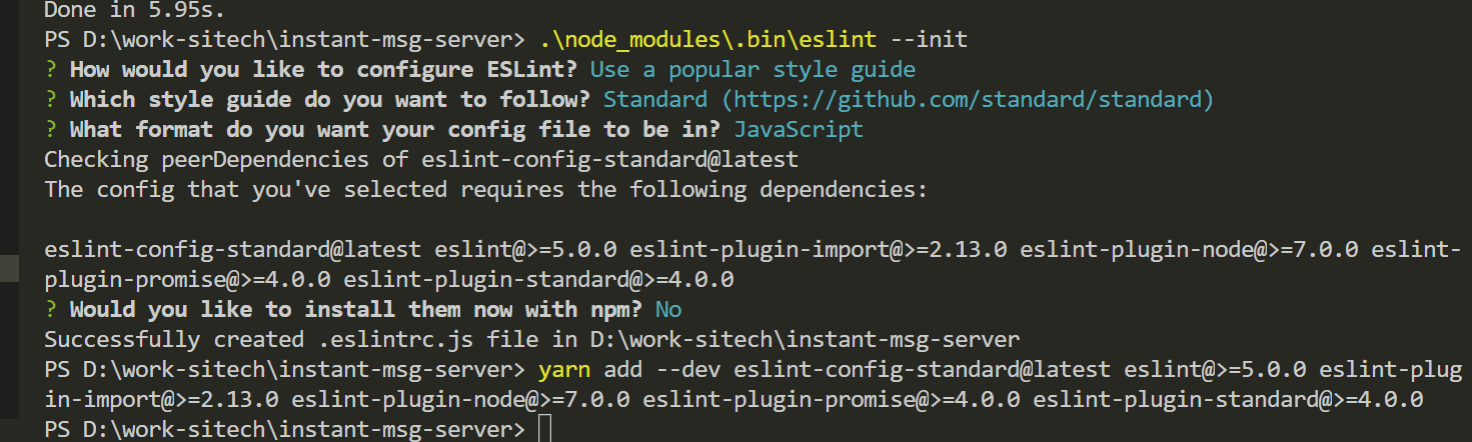 Done in 5.95s.
PS D:\work-sitech\instant-msg-server> .\node_modules\.bin\eslint --init
? How would you like to configure ESLint? Use a popular style guide
? Which style guide do you want to follow? Standard (https://github.com/standard/standard)
? What format do you want your config file to be in? JavaScript
Checking peerDependencies of eslint-config-standard@latest
The config that you've selected requires the following dependencies:
eslint-config-standard@latest eslint@>=5.0.0 eslint-plugin-import@>=2.13.0 eslint-plugin-node@>=7.0.0 eslint-
plugin-promise@>=4.0.0 eslint-plugin-standard@>=4.0.0
? Would you like to install them now with npm? No
Successfully created .eslintrc.js file in D:\work-sitech\instant-msg-server
PS D:\work-sitech\instant-msg-server> yarn add --dev eslint-config-standard@latest eslint@>=5.0.0 eslint-plug
in-import@>=2.13.0 eslint-plugin-node@>=7.0.0 eslint-plugin-promise@>=4.0.0 eslint-plugin-standard@>=4.0.0
PS D:\work-sitech\instant-msg-server>